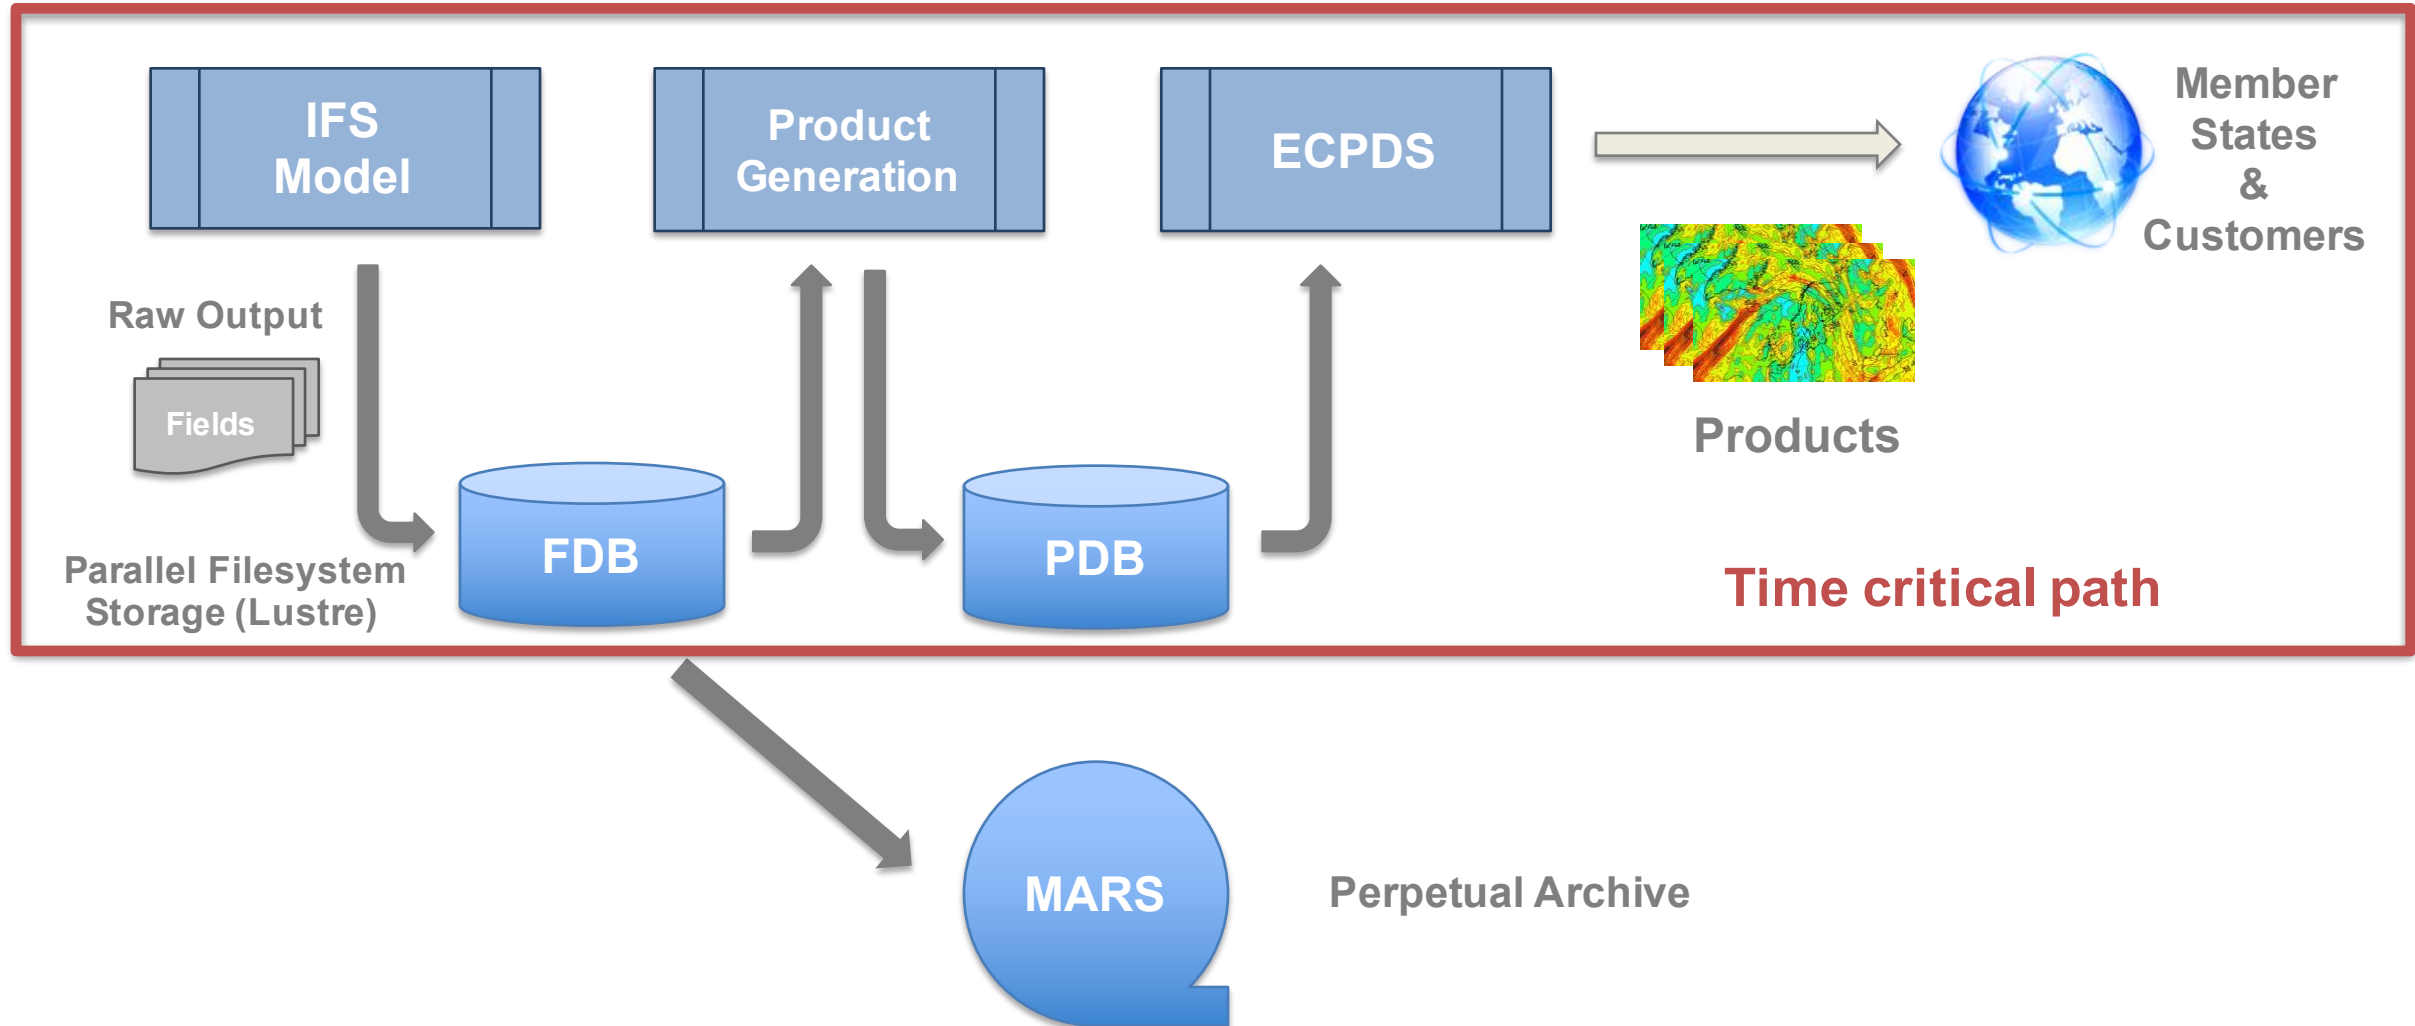 IFS
Model
Product
Generation
ECPDS
Member
States
&
Customers
Raw Output
Fields
Products
FDB
PDB
Parallel Filesystem
Storage (Lustre)
Time critical path
MARS
Perpetual Archive